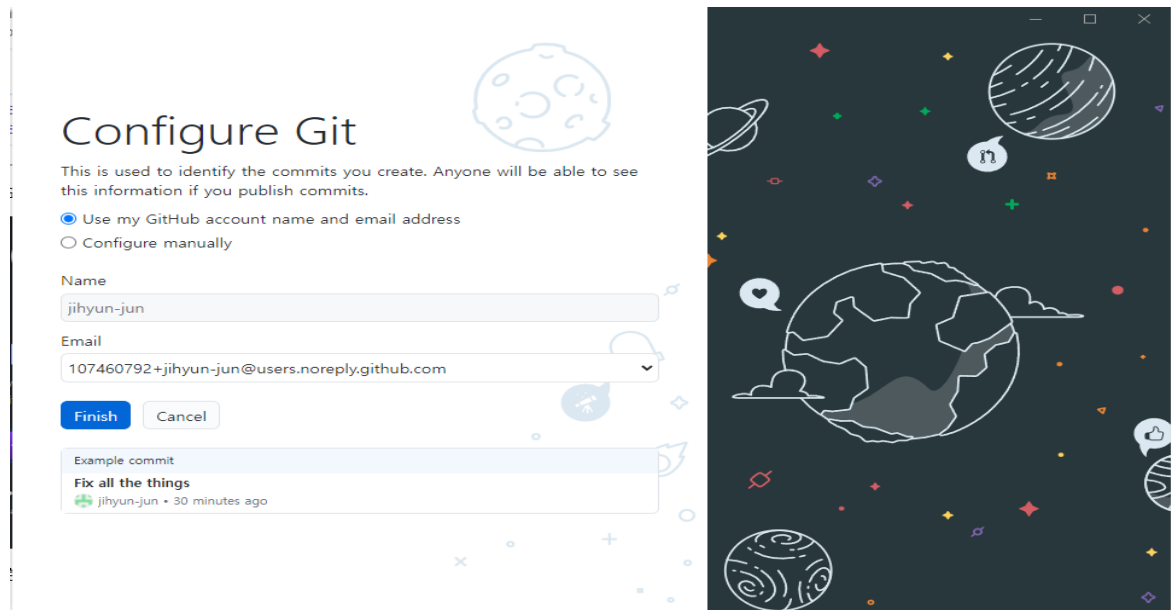 Configure Git
This is used to identify the commits you create. Anyone will be able to see
this information if you publish commits.
Use my GitHub account name and email address
Configure manually
Name
jihyun-jun
Email
107460792+jihyun-jun@users.noreply.github.com
Finish Cancel
Example commit
Fix all the things
jihyun-jun • 30 minutes ago